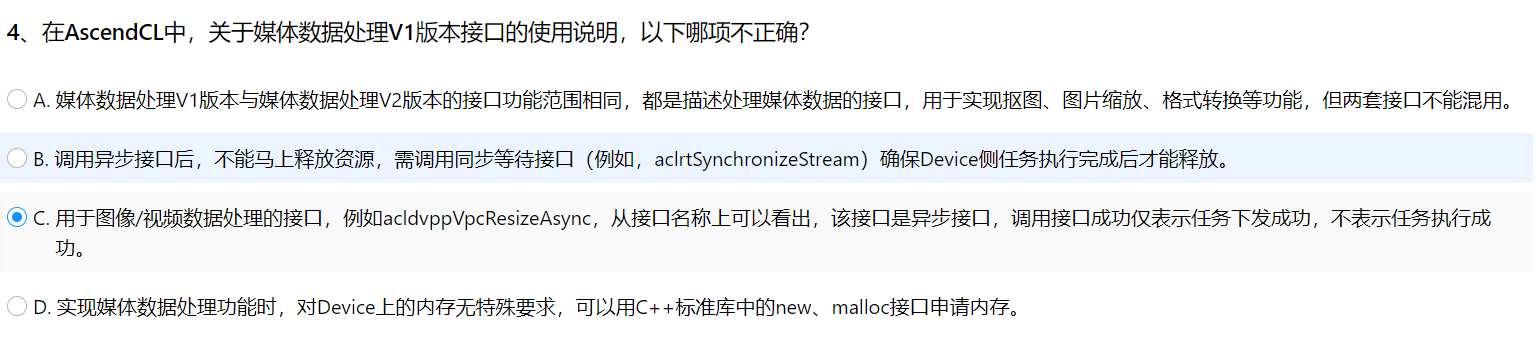 4、在AscendCL中，关于媒体数据处理V1版本接口的使用说明，以下哪项不正确？
A. 媒体数据处理V1版本与媒体数据处理V2版本的接口功能范围相同，都是描述处理媒体数据的接口，用于实现抠图、图片缩放、格式转换等功能，但两套接口不能混用。
B. 调用异步接口后，不能马上释放资源，需调用同步等待接口（例如，aclrtSynchronizeStream）确保Device侧任务执行完成后才能释放。
C. 用于图像/视频数据处理的接口，例如acldvppVpcResizeAsync，从接口名称上可以看出，该接口是异步接口，调用接口成功仅表示任务下发成功，不表示任务执行成
功。
D. 实现媒体数据处理功能时，对Device上的内存无特殊要求，可以用C++标准库中的new、malloc接口申请内存。